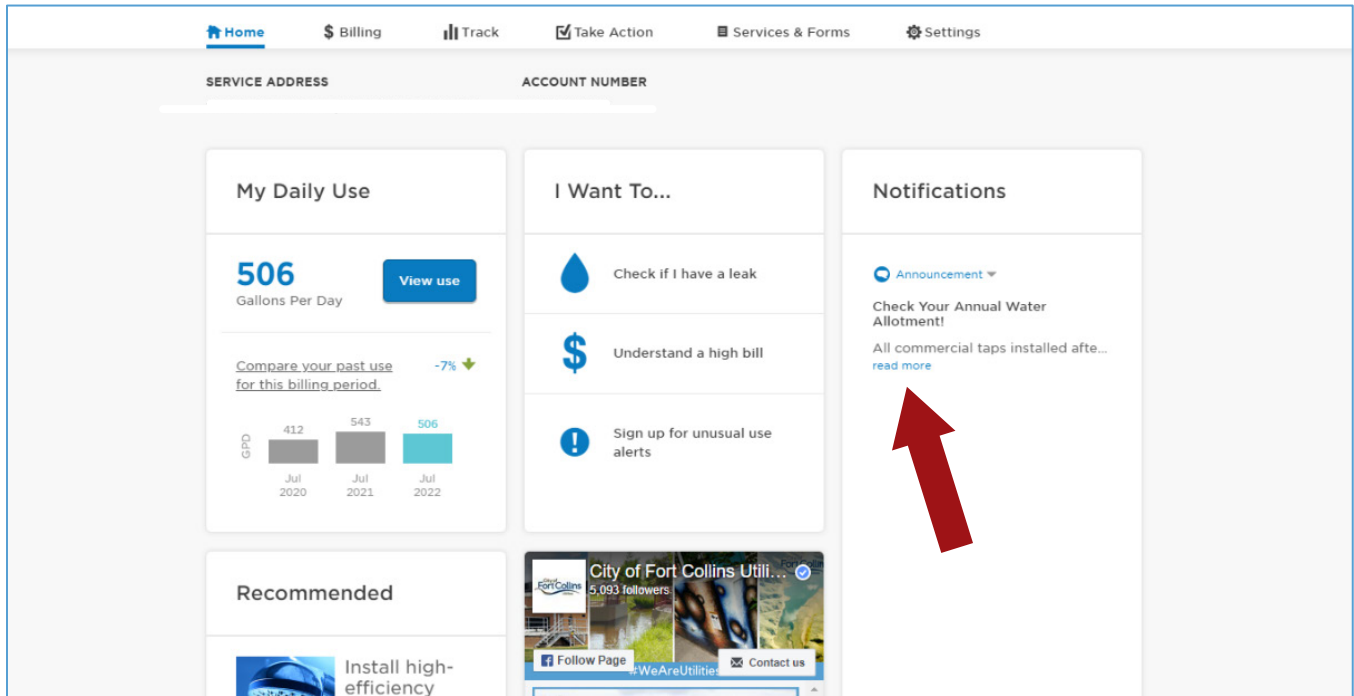 Home
$ Billing
Track
Take Action
Services & Forms
Settings
SERVICE ADDRESS
ACCOUNT NUMBER
My Daily Use
506
Gallons Per Day
View use
Compare your past use
for this billing period.
-7%
GPD
412
543
506
Jul
2020
Jul
2021
Jul
2022
I Want To...
Check if I have a leak
$
Understand a high bill
!
Sign up for unusual use
alerts
Notifications
Announcement
Check Your Annual Water
Allotment!
All commercial taps installed afte...
read more
Recommended
Install high-
efficiency
City of
Fort Collins
City of Fort Collins Utili...
5,093 followers
Follow Page
#WeAreUtilities
Contact us